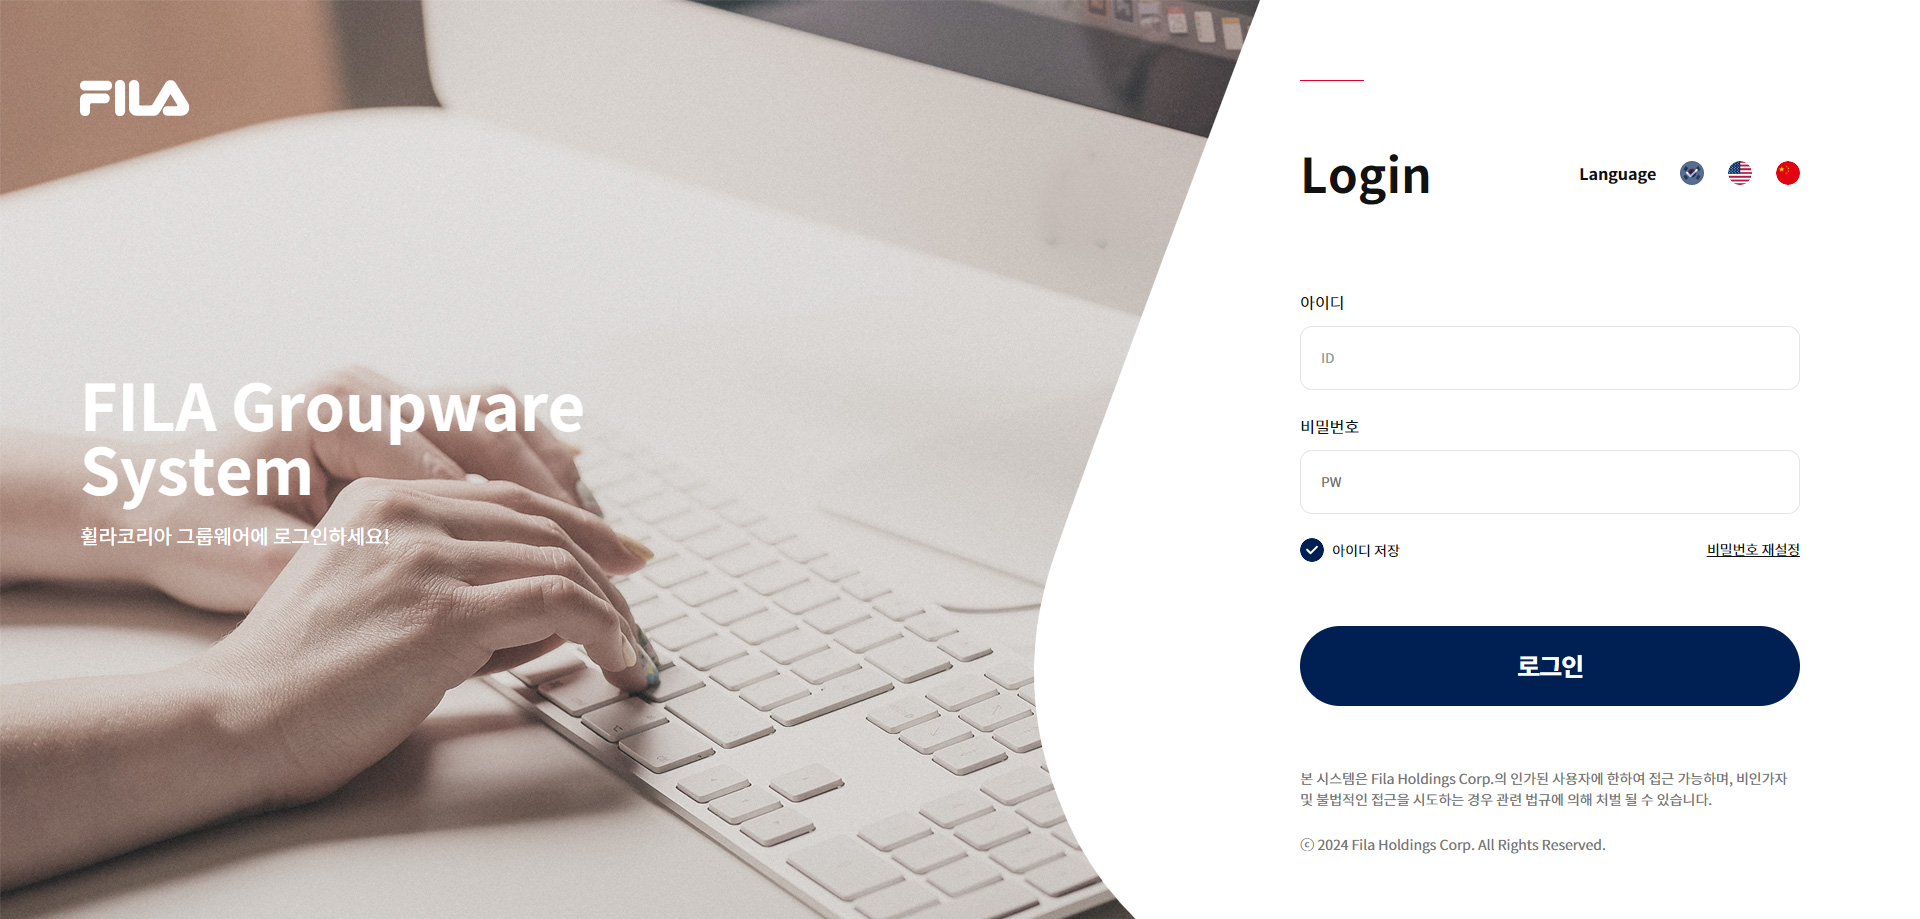 FILA
FILA Groupware
System
휠라코리아 그룹웨어에 로그인하세요!
Login
Language
아이디
ID
비밀번호
PW
아이디 저장
비밀번호 재설정
로그인
본 시스템은 Fila Holdings Corp.의 인가된 사용자에 한하여 접근 가능하며, 비인가자
및 불법적인 접근을 시도하는 경우 관련 법규에 의해 처벌 될 수 있습니다.
ⓒ 2024 Fila Holdings Corp. All Rights Reserved.